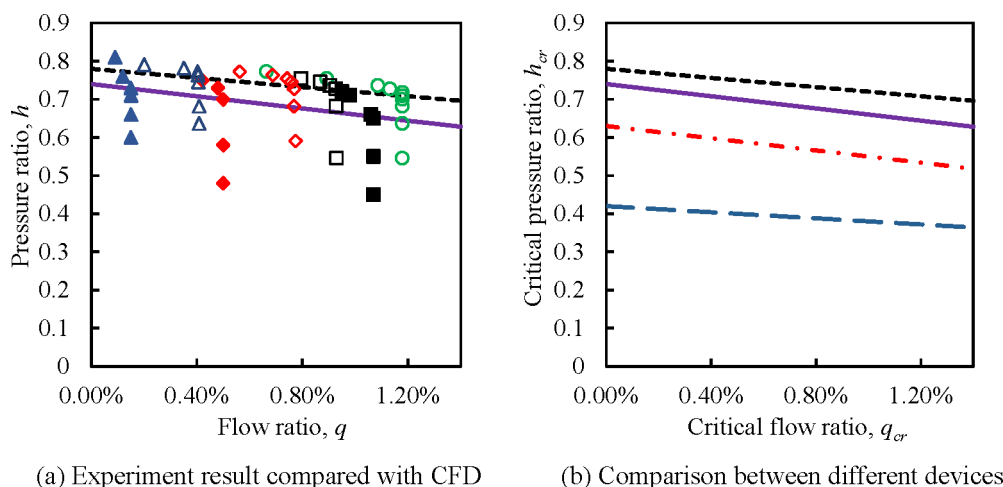 0.9
0.8
0.7
0.6
0.5
0.4
0.3
0.2
0.1
0
Pressure ratio, h
0.00% 0.40% 0.80% 1.20%
Flow ratio, q
(a) Experiment result compared with CFD
0.9
0.8
0.7
0.6
0.5
0.4
0.3
0.2
0.1
0
Critical pressure ratio, hcr
0.00% 0.40% 0.80% 1.20%
Critical flow ratio, qcr
(b) Comparison between different devices